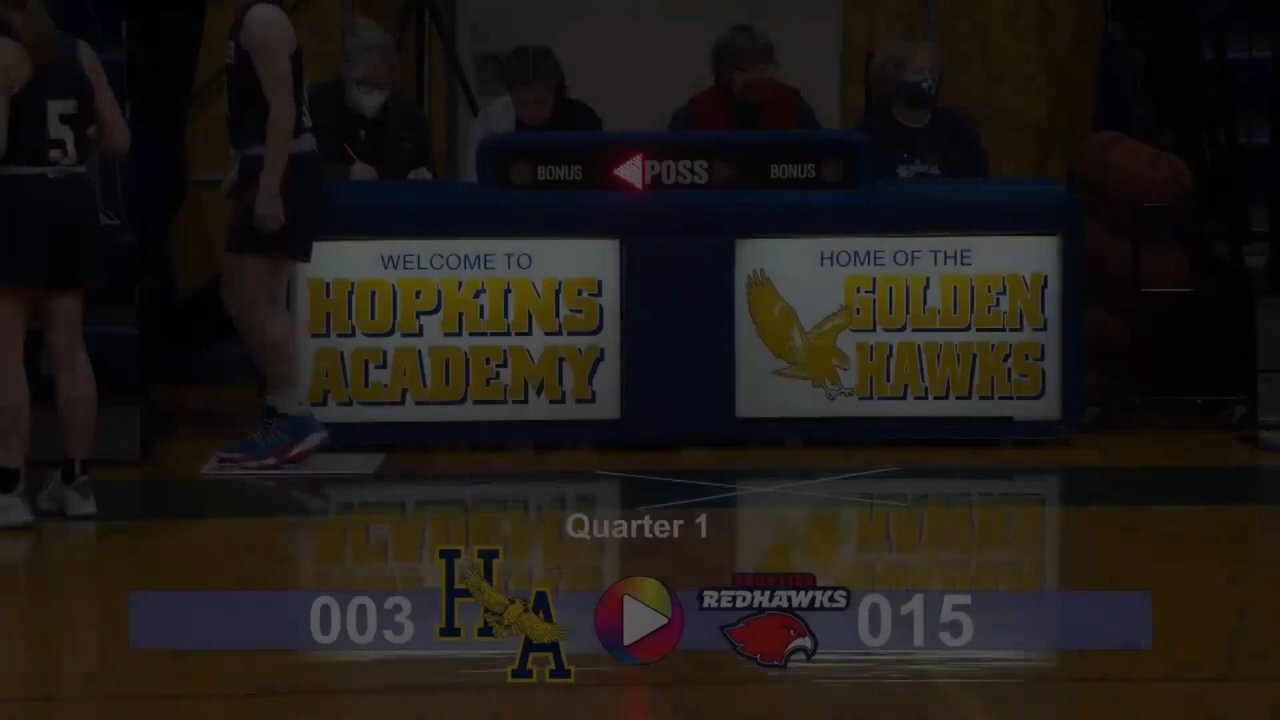 5
BONUS POSS BONUS
WELCOME TO
HOPKINS
ACADEMY
HOME OF THE
GOLDEN
HAWKS
Quarter 1
003 HA FRONTIER
REDHAWKS 015